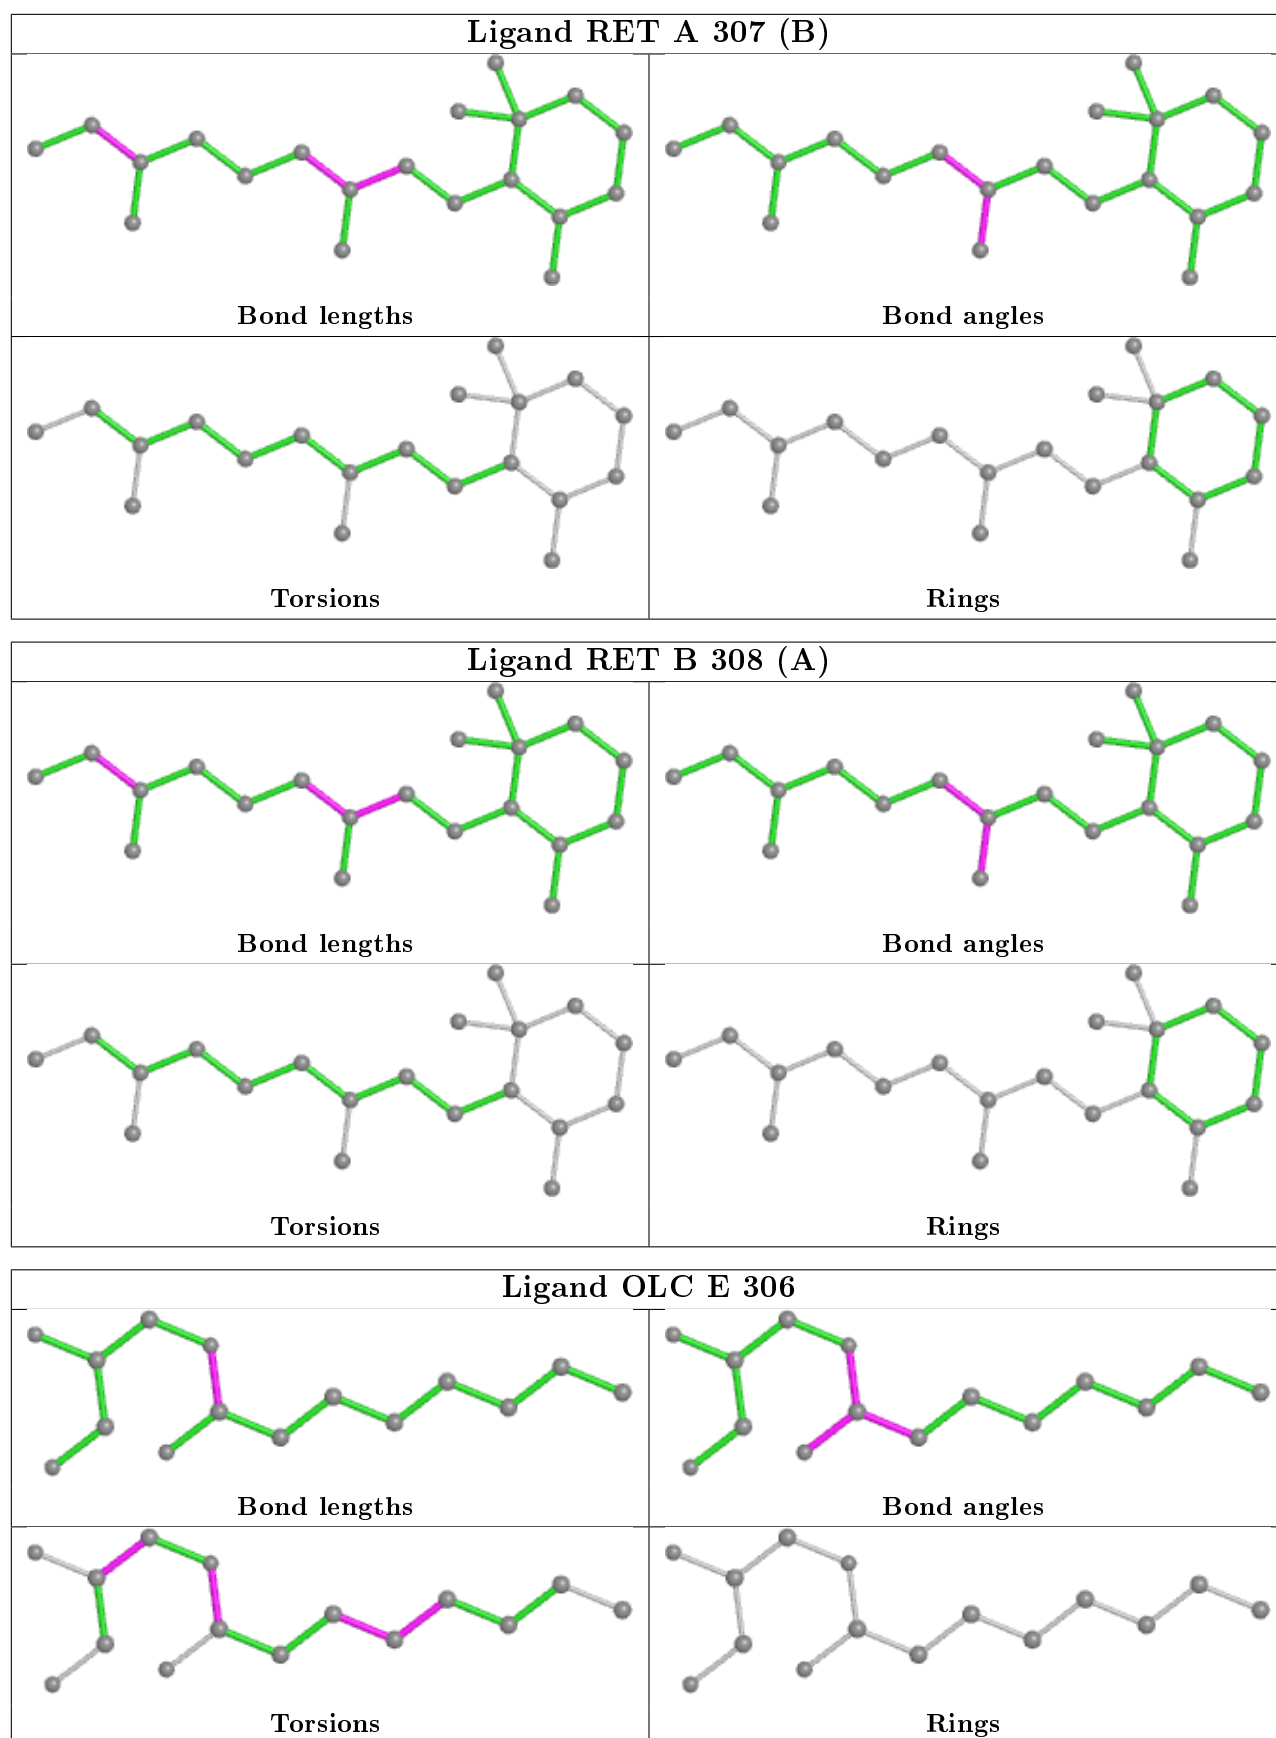 Ligand RET A 307 (B)
Bond lengths
Bond angles
Torsions
Rings
Ligand RET B 308 (A)
Bond lengths
Bond angles
Torsions
Rings
Ligand OLC E 306
Bond lengths
Bond angles
Torsions
Rings